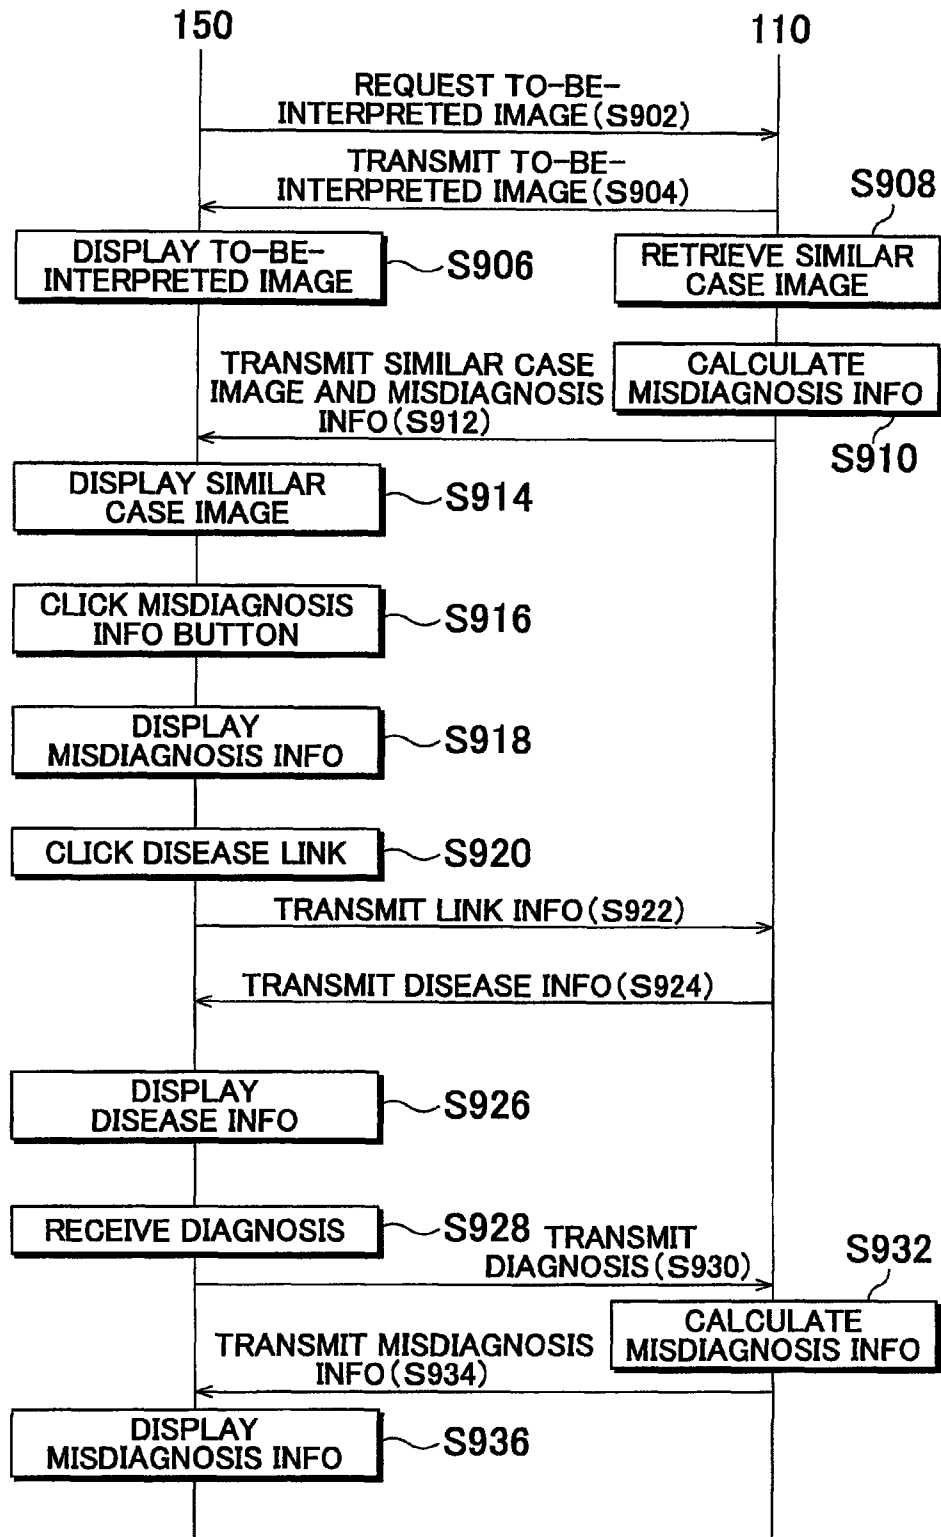 150
110
REQUEST TO-BE-
INTERPRETED IMAGE(S902)
TRANSMIT TO-BE-
INTERPRETED IMAGE(S904)
S908
DISPLAY TO-BE-
INTERPRETED IMAGE
S906
RETRIEVE SIMILAR
CASE IMAGE
TRANSMIT SIMILAR CASE
IMAGE AND MISDIAGNOSIS
INFO(S912)
CALCULATE
MISDIAGNOSIS INFO
S910
DISPLAY SIMILAR
CASE IMAGE
S914
CLICK MISDIAGNOSIS
INFO BUTTON
S916
DISPLAY
MISDIAGNOSIS INFO
S918
CLICK DISEASE LINK
S920
TRANSMIT LINK INFO(S922)
TRANSMIT DISEASE INFO(S924)
DISPLAY
DISEASE INFO
S926
RECEIVE DIAGNOSIS
S928
TRANSMIT
DIAGNOSIS(S930)
S932
CALCULATE
MISDIAGNOSIS INFO
TRANSMIT MISDIAGNOSIS
INFO(S934)
DISPLAY
MISDIAGNOSIS INFO
S936